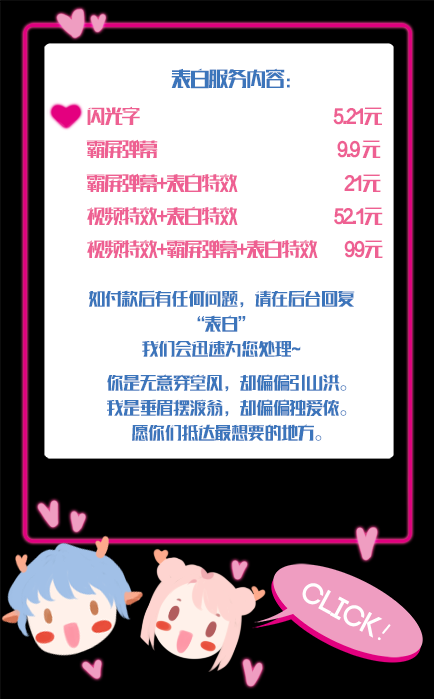 表白服务内容：
闪光字 5.21元
霸屏弹幕 9.9元
霸屏弹幕+表白特效 21元
视频特效+表白特效 52.1元
视频特效+霸屏弹幕+表白特效 99元
如付款后有任何问题，请在后台回复
“表白”
我们会迅速为您处理~
你是无意穿堂风，却偏偏引山洪。
我是垂眉摆渡翁，却偏偏独爱侬。
愿你们抵达最想要的地方。
CLICK!